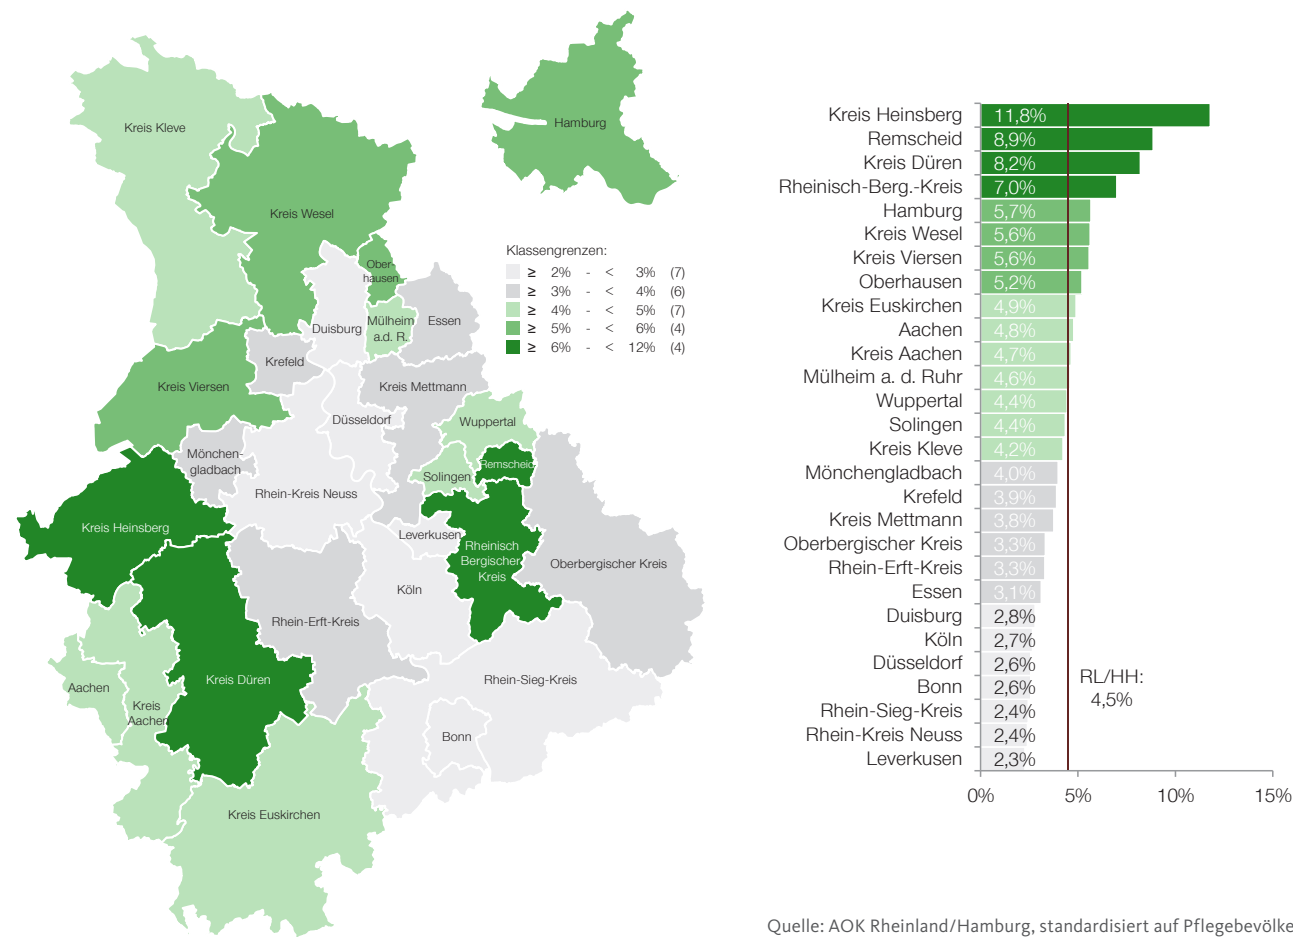 Kreis Kleve
Hamburg
Kreis Wesel
Ober-
hausen
Duisburg
Mülheim
a.d. R.
Essen
Krefeld
Kreis Viersen
Kreis Mettmann
Düsseldorf
Wuppertal
Mönchen-
gladbach
Remscheid
Solingen
Rhein-Kreis Neuss
Kreis Heinsberg
Leverkusen
Rheinisch
Bergischer
Kreis
Oberbergischer Kreis
Köln
Rhein-Erft-Kreis
Kreis Düren
Rhein-Sieg-Kreis
Aachen
Kreis
Aachen
Bonn
Kreis Euskirchen
Klassengrenzen:
≥ 2% - < 3% (7)
≥ 3% - < 4% (6)
≥ 4% - < 5% (7)
≥ 5% - < 6% (4)
≥ 6% - < 12% (4)
Kreis Heinsberg 11,8%
Remscheid 8,9%
Kreis Düren 8,2%
Rheinisch-Berg.-Kreis 7,0%
Hamburg 5,7%
Kreis Wesel 5,6%
Kreis Viersen 5,6%
Oberhausen 5,2%
Kreis Euskirchen 4,9%
Aachen 4,8%
Kreis Aachen 4,7%
Mülheim a. d. Ruhr 4,6%
Wuppertal 4,4%
Solingen 4,4%
Kreis Kleve 4,2%
Mönchengladbach 4,0%
Krefeld 3,9%
Kreis Mettmann 3,8%
Oberbergischer Kreis 3,3%
Rhein-Erft-Kreis 3,3%
Essen 3,1%
Duisburg 2,8%
Köln 2,7%
Düsseldorf 2,6%
Bonn 2,6%
Rhein-Sieg-Kreis 2,4%
Rhein-Kreis Neuss 2,4%
Leverkusen 2,3%
RL/HH:
4,5%
0% 5% 10% 15%
Quelle: AOK Rheinland/Hamburg, standardisiert auf Pflegebevölke